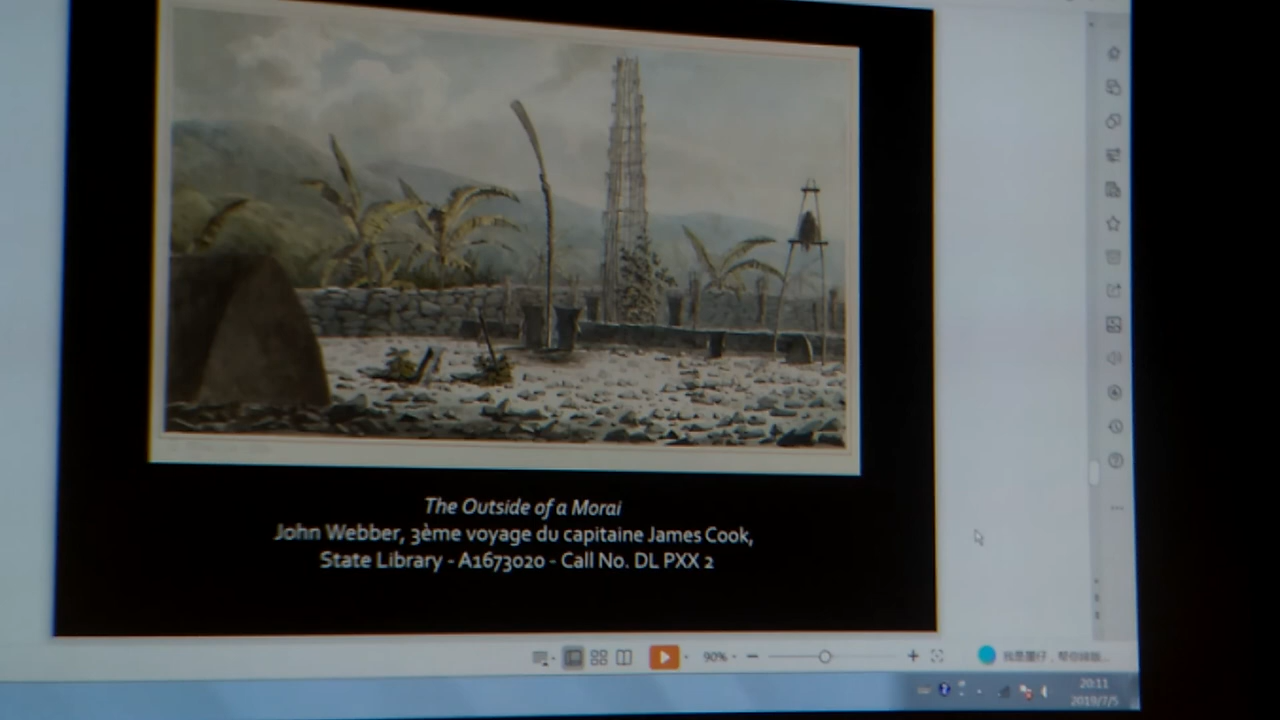 The Outside of a Morai
John Webber, 3ème voyage du capitaine James Cook,
State Library - A1673020 - Call No. DL PXX 2
90%
20:11
2019/7/5